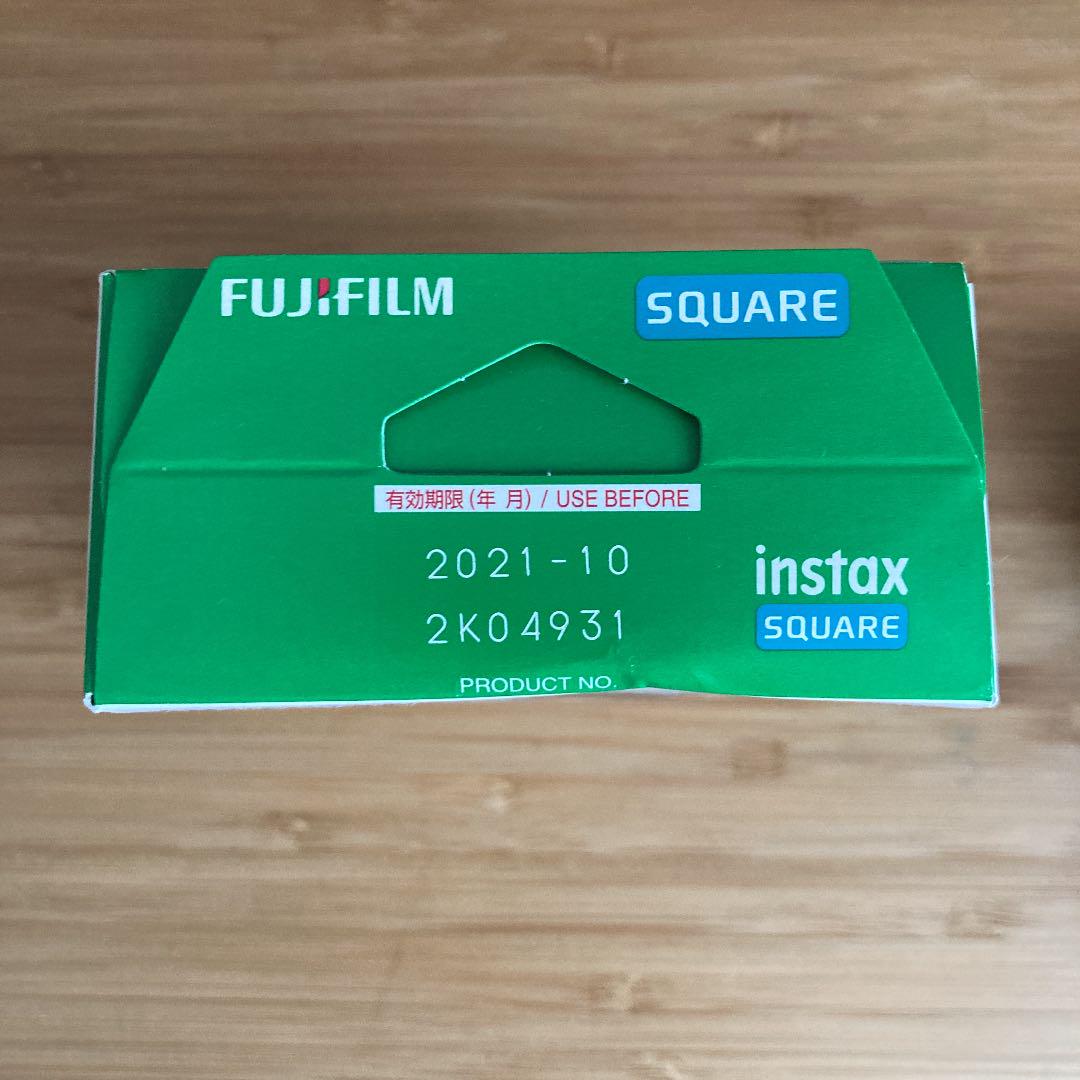 FUJIFILM
SQUARE
有効期限(年 月) / USE BEFORE
2021-10
2K04931
instax
SQUARE
PRODUCT NO.